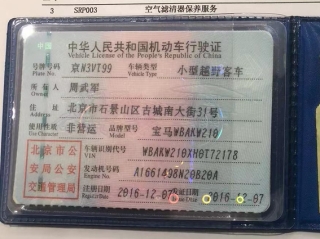 3 SRP003 空气滤清器保养服务
中华人民共和国机动车行驶证
Vehicle License of the People's Republic of China
号牌号码 京N3VT99 车辆类型 小型越野客车
Plate No. Vehicle Type
所有人 周武军
Owner
住址 北京市石景山区古城南大街31号
Address
使用性质 非营运 品牌型号 宝马WBAKW210
Use Character Model
北京市公
安局公安
交通管理局
车辆识别代号 WBAKW210XH0T72178
VIN
发动机号码 A1661498N20B20A
Engine No.
注册日期 2016-12-07 发证日期 2016-12-07
Register Date Issue Date